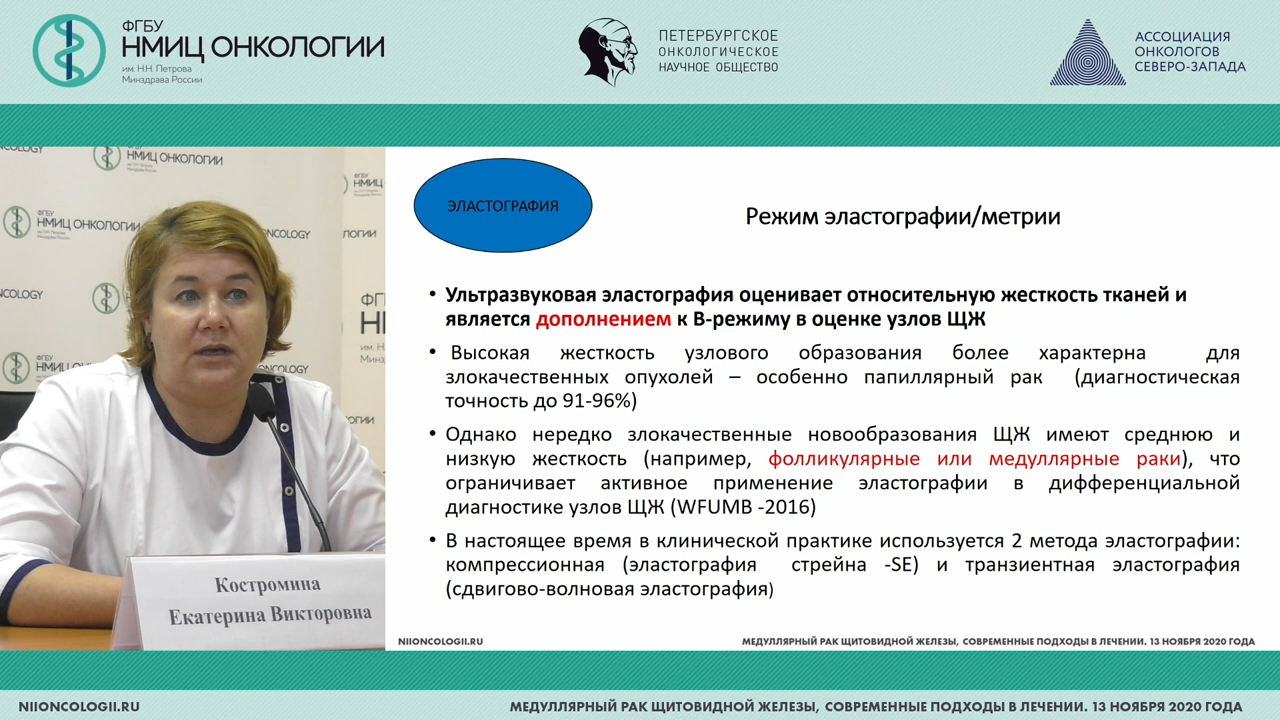 ФГБУ
НМИЦ ОНКОЛОГИИ
им. Н.Н. Петрова
Минздрава России
ПЕТЕРБУРГСКОЕ
ОНКОЛОГИЧЕСКОЕ
НАУЧНОЕ ОБЩЕСТВО
АССОЦИАЦИЯ
ОНКОЛОГОВ
СЕВЕРО-ЗАПАДА
НМИЦ ОНКОЛОГИИ
НМИЦ ОНКОЛОГИИ
Костромина
Екатерина Викторовна
ЭЛАСТОГРАФИЯ
Режим эластографии/метрии
• Ультразвуковая эластография оценивает относительную жесткость тканей и
является дополнением к В-режиму в оценке узлов ЩЖ
• Высокая жесткость узлового образования более характерна для
злокачественных опухолей – особенно папиллярный рак (диагностическая
точность до 91-96%)
• Однако нередко злокачественные новообразования ЩЖ имеют среднюю и
низкую жесткость (например, фолликулярные или медуллярные раки), что
ограничивает активное применение эластографии в дифференциальной
диагностике узлов ЩЖ (WFUMB -2016)
• В настоящее время в клинической практике используется 2 метода эластографии:
компрессионная (эластография стрейна -SE) и транзиентная эластография
(сдвигово-волновая эластография)
NIIONCOLOGII.RU
МЕДУЛЛЯРНЫЙ РАК ЩИТОВИДНОЙ ЖЕЛЕЗЫ, СОВРЕМЕННЫЕ ПОДХОДЫ В ЛЕЧЕНИИ. 13 НОЯБРЯ 2020 ГОДА
NIIONCOLOGII.RU
МЕДУЛЛЯРНЫЙ РАК ЩИТОВИДНОЙ ЖЕЛЕЗЫ, СОВРЕМЕННЫЕ ПОДХОДЫ В ЛЕЧЕНИИ. 13 НОЯБРЯ 2020 ГОДА